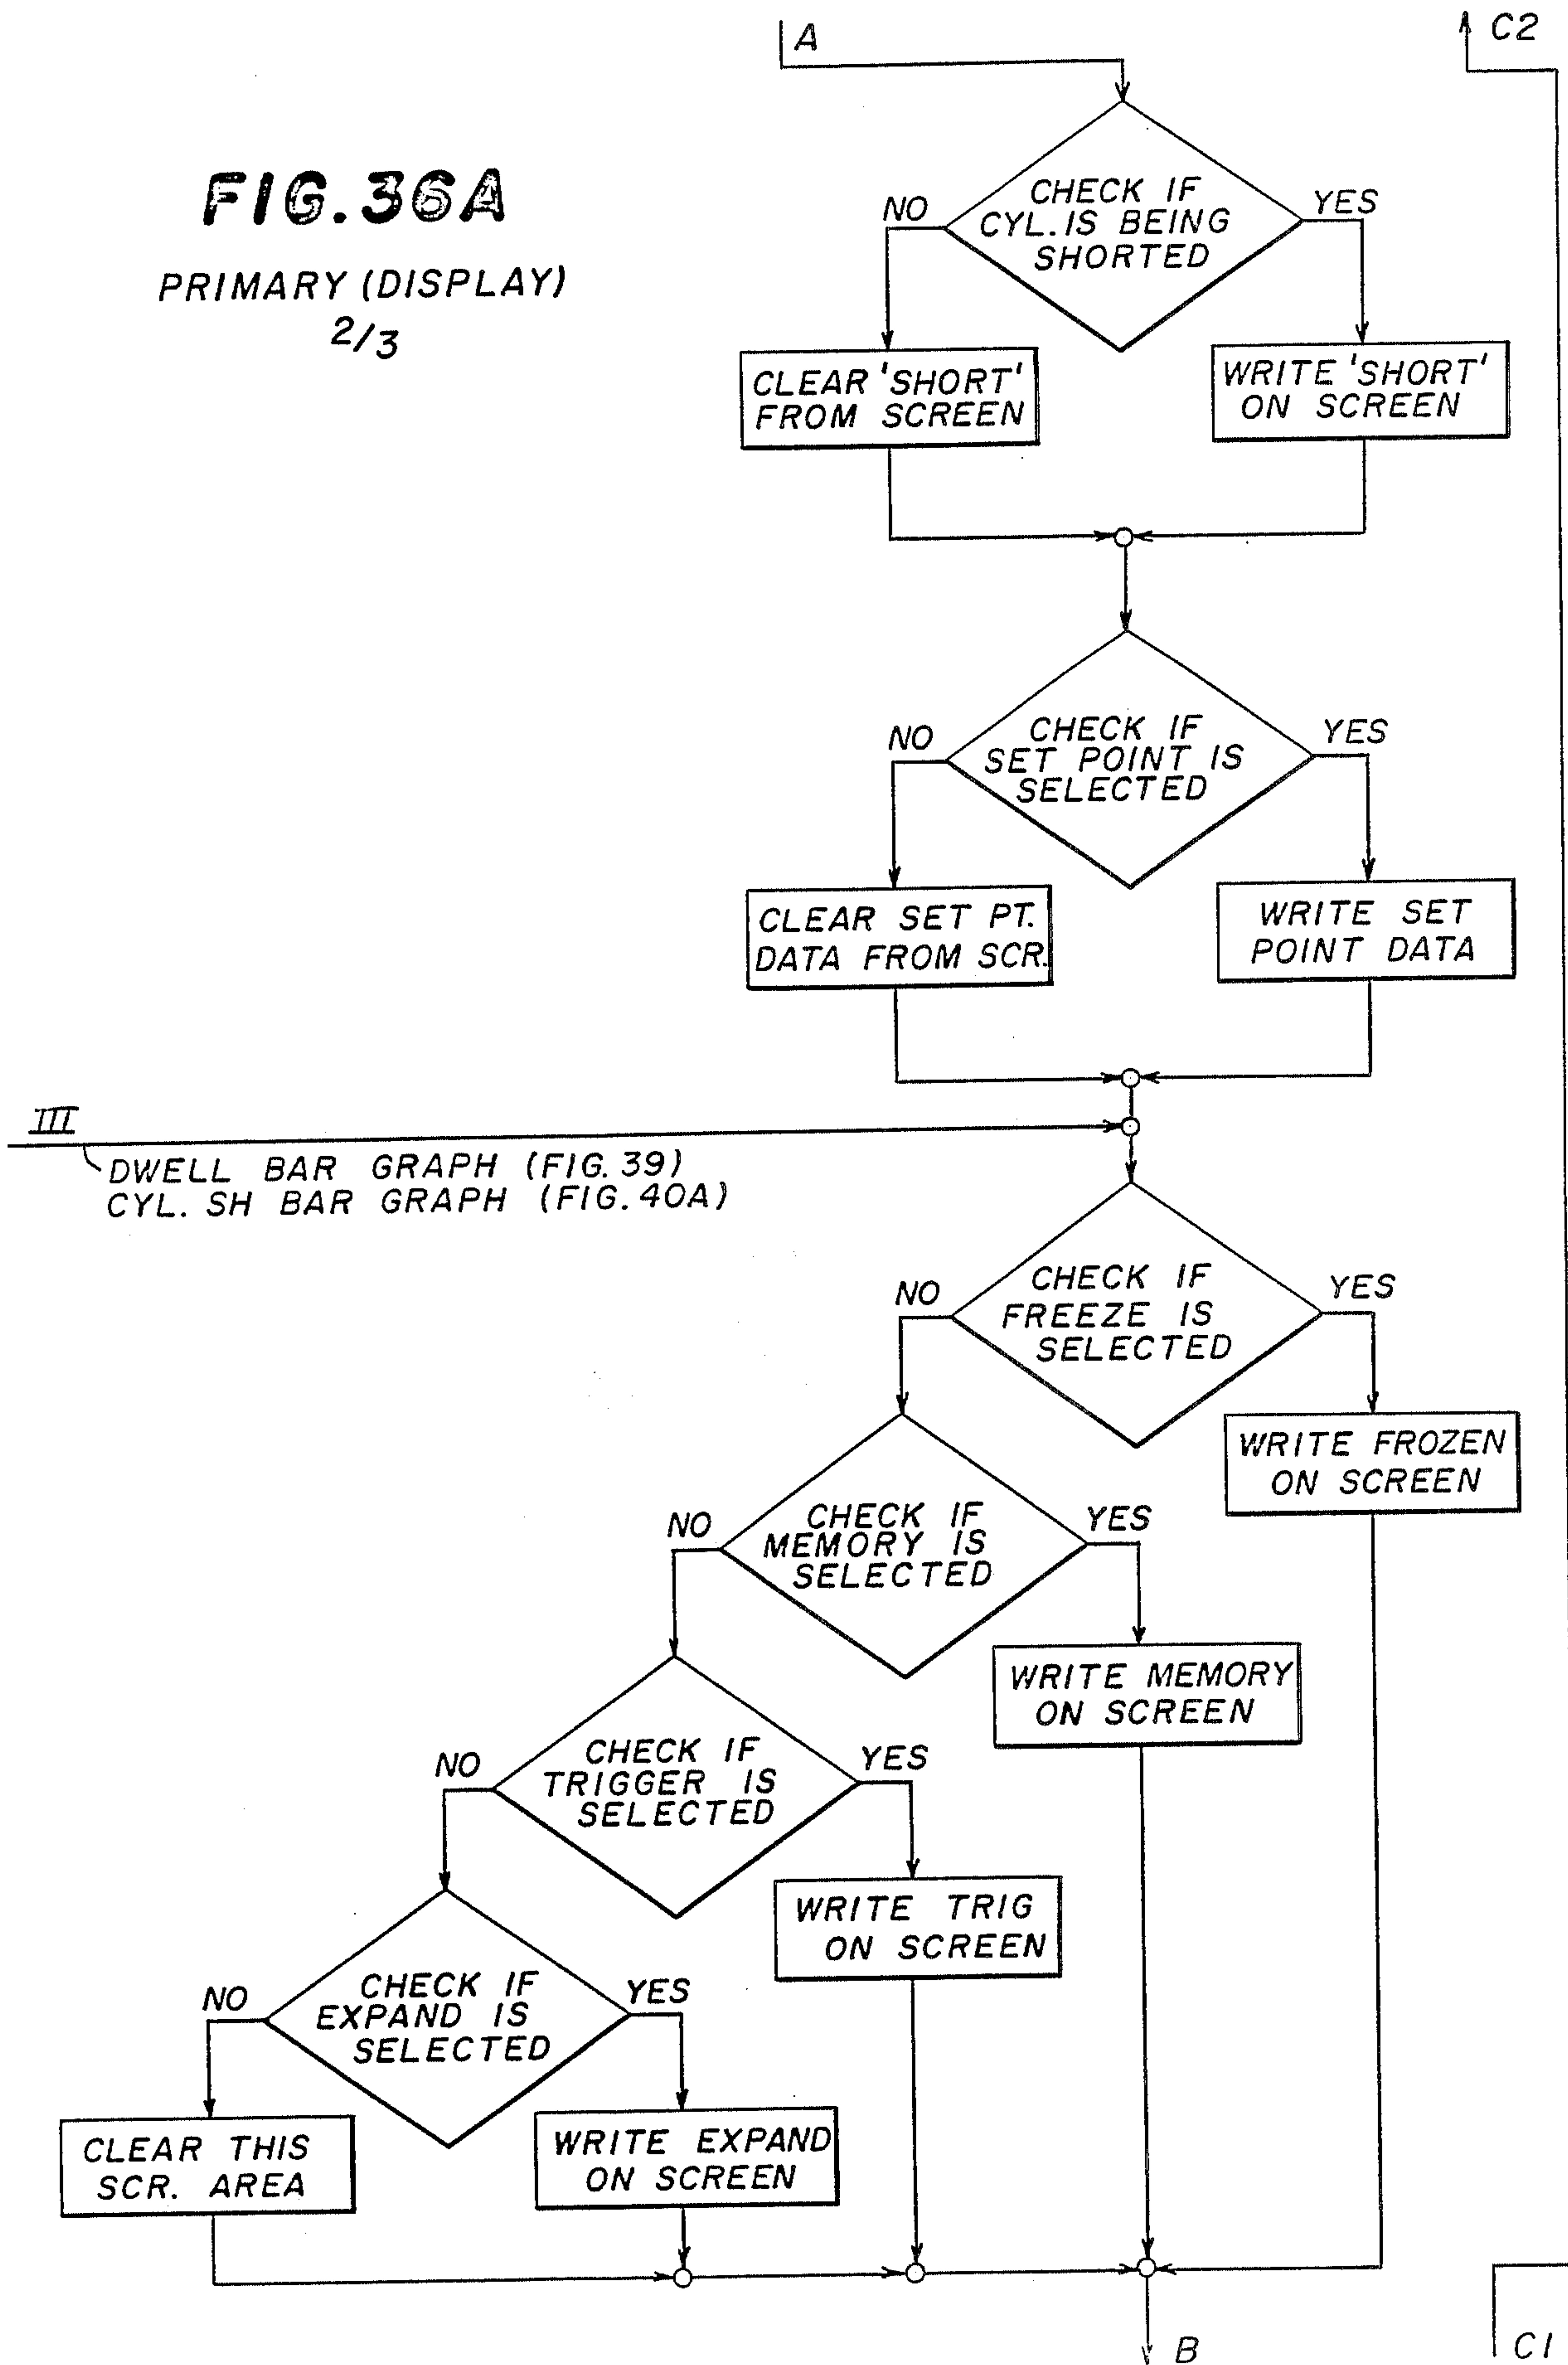 A
C2
FIG.36A
PRIMARY (DISPLAY)
2/3
CHECK IF
CYL. IS BEING
SHORTED
NO
YES
CLEAR 'SHORT'
FROM SCREEN
WRITE 'SHORT'
ON SCREEN
CHECK IF
SET POINT IS
SELECTED
NO
YES
CLEAR SET PT.
DATA FROM SCR.
WRITE SET
POINT DATA
III
DWELL BAR GRAPH (FIG. 39)
CYL. SH BAR GRAPH (FIG. 40A)
CHECK IF
FREEZE IS
SELECTED
NO
YES
WRITE FROZEN
ON SCREEN
CHECK IF
MEMORY IS
SELECTED
NO
YES
WRITE MEMORY
ON SCREEN
CHECK IF
TRIGGER IS
SELECTED
NO
YES
WRITE TRIG
ON SCREEN
CHECK IF
EXPAND IS
SELECTED
NO
YES
CLEAR THIS
SCR. AREA
WRITE EXPAND
ON SCREEN
B
C1